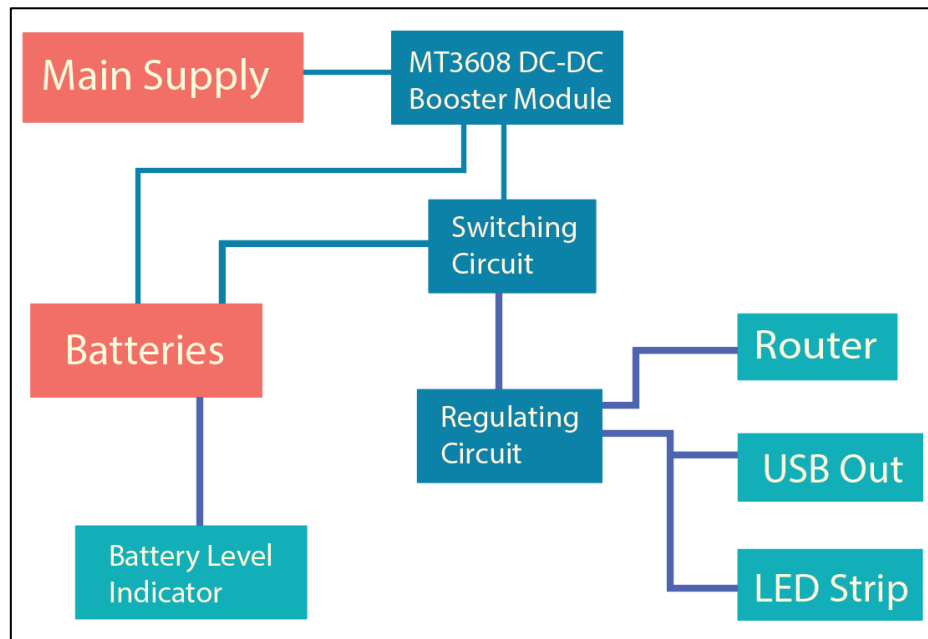 Main Supply
MT3608 DC-DC
Booster Module
Switching
Circuit
Batteries
Router
Regulating
Circuit
USB Out
Battery Level
Indicator
LED Strip